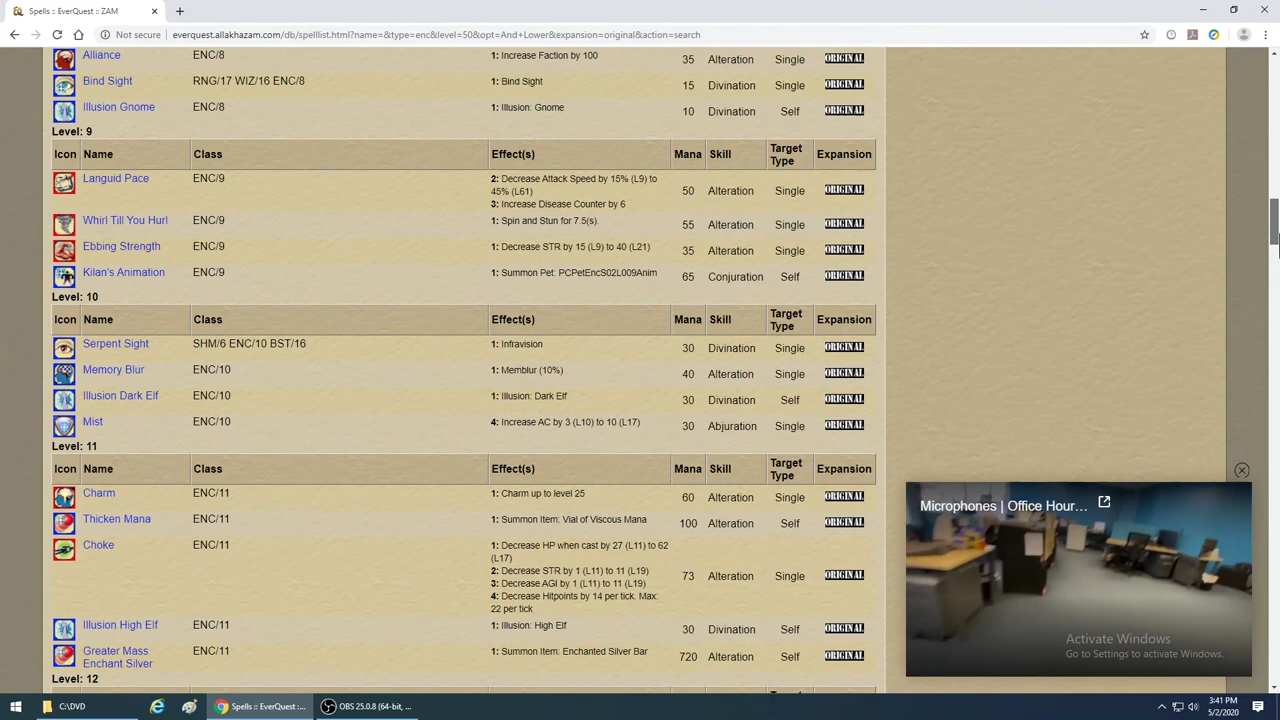 Spells :: EverQuest :: ZAM
Not secure
everquest.allakhazam.com/db/spelllist.html?name=&type=enc&level=50&opt=And+Lower&expansion=original&action=search
Alliance ENC/8 1: Increase Faction by 100 35 Alteration Single ORIGINAL
Bind Sight RNG/17 WIZ/16 ENC/8 1: Bind Sight 15 Divination Single ORIGINAL
Illusion Gnome ENC/8 1: Illusion: Gnome 10 Divination Self ORIGINAL
Level: 9
Icon Name Class Effect(s) Mana Skill Target Type Expansion
Languid Pace ENC/9 2: Decrease Attack Speed by 15% (L9) to
45% (L61)
3: Increase Disease Counter by 6 50 Alteration Single ORIGINAL
Whirl Till You Hurl ENC/9 1: Spin and Stun for 7.5(s). 55 Alteration Single ORIGINAL
Ebbing Strength ENC/9 1: Decrease STR by 15 (L9) to 40 (L21) 35 Alteration Single ORIGINAL
Kilan's Animation ENC/9 1: Summon Pet: PCPetEncS02L009Anim 65 Conjuration Self ORIGINAL
Level: 10
Icon Name Class Effect(s) Mana Skill Target Type Expansion
Serpent Sight SHM/6 ENC/10 BST/16 1: Infravision 30 Divination Single ORIGINAL
Memory Blur ENC/10 1: Memblur (10%) 40 Alteration Single ORIGINAL
Illusion Dark Elf ENC/10 1: Illusion: Dark Elf 30 Divination Self ORIGINAL
Mist ENC/10 4: Increase AC by 3 (L10) to 10 (L17) 30 Abjuration Single ORIGINAL
Level: 11
Icon Name Class Effect(s) Mana Skill Target Type Expansion
Charm ENC/11 1: Charm up to level 25 60 Alteration Single ORIGINAL
Thicken Mana ENC/11 1: Summon Item: Vial of Viscous Mana 100 Alteration Self ORIGINAL
Choke ENC/11 1: Decrease HP when cast by 27 (L11) to 62
(L17)
2: Decrease STR by 1 (L11) to 11 (L19)
3: Decrease AGI by 1 (L11) to 11 (L19)
4: Decrease Hitpoints by 14 per tick. Max:
22 per tick 73 Alteration Single ORIGINAL
Illusion High Elf ENC/11 1: Illusion: High Elf 30 Divination Self ORIGINAL
Greater Mass
Enchant Silver ENC/11 1: Summon Item: Enchanted Silver Bar 720 Alteration Self ORIGINAL
Level: 12
Microphones | Office Hour...
Activate Windows
Go to Settings to activate Windows.
C:\DVD
Spells :: EverQuest :...
OBS 25.0.8 (64-bit, ...
3:41 PM
5/2/2020